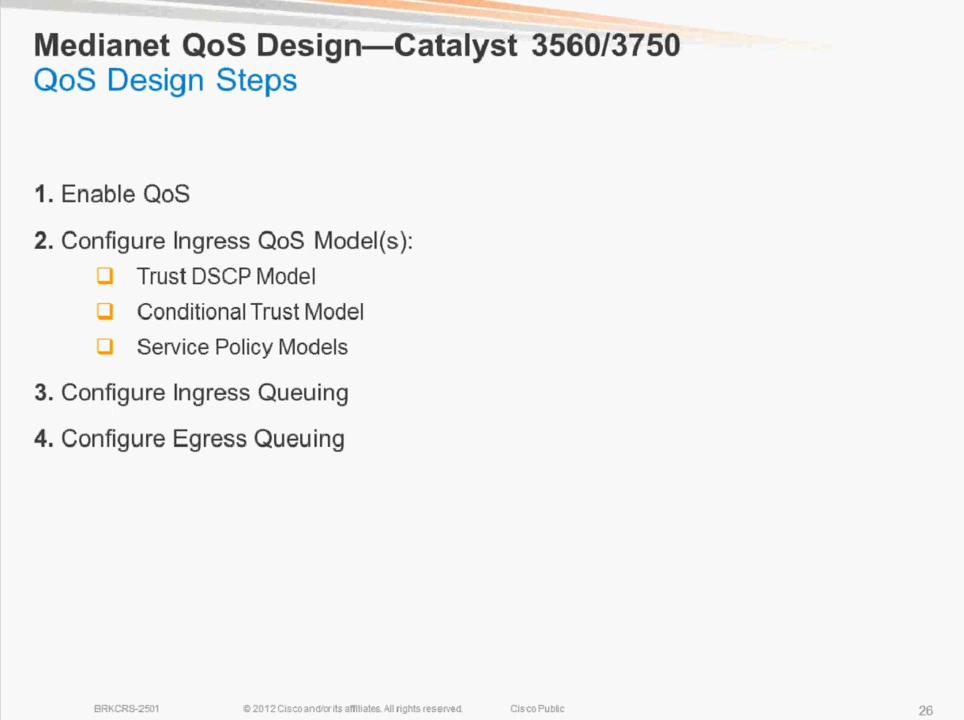 Medianet QoS Design—Catalyst 3560/3750
QoS Design Steps
1. Enable QoS
2. Configure Ingress QoS Model(s):
Trust DSCP Model
Conditional Trust Model
Service Policy Models
3. Configure Ingress Queuing
4. Configure Egress Queuing
BRKCRS-2501 © 2012 Cisco and/or its affiliates. All rights reserved. Cisco Public 26